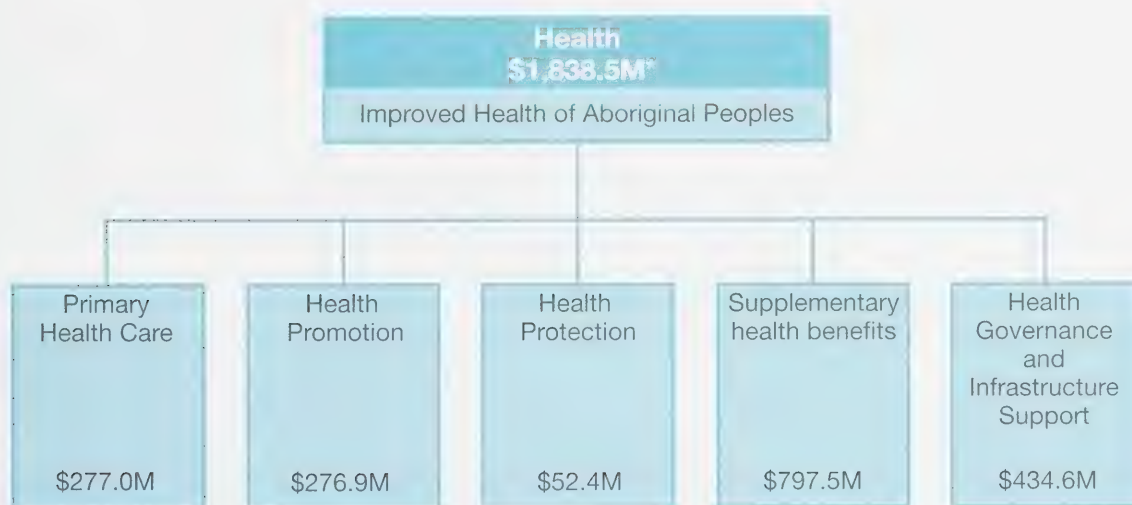 Health
$1,838.5M*
Improved Health of Aboriginal Peoples
Primary
Health Care
$277.0M
Health
Promotion
$276.9M
Health
Protection
$52.4M
Supplementary
health benefits
$797.5M
Health
Governance
and
Infrastructure
Support
$434.6M